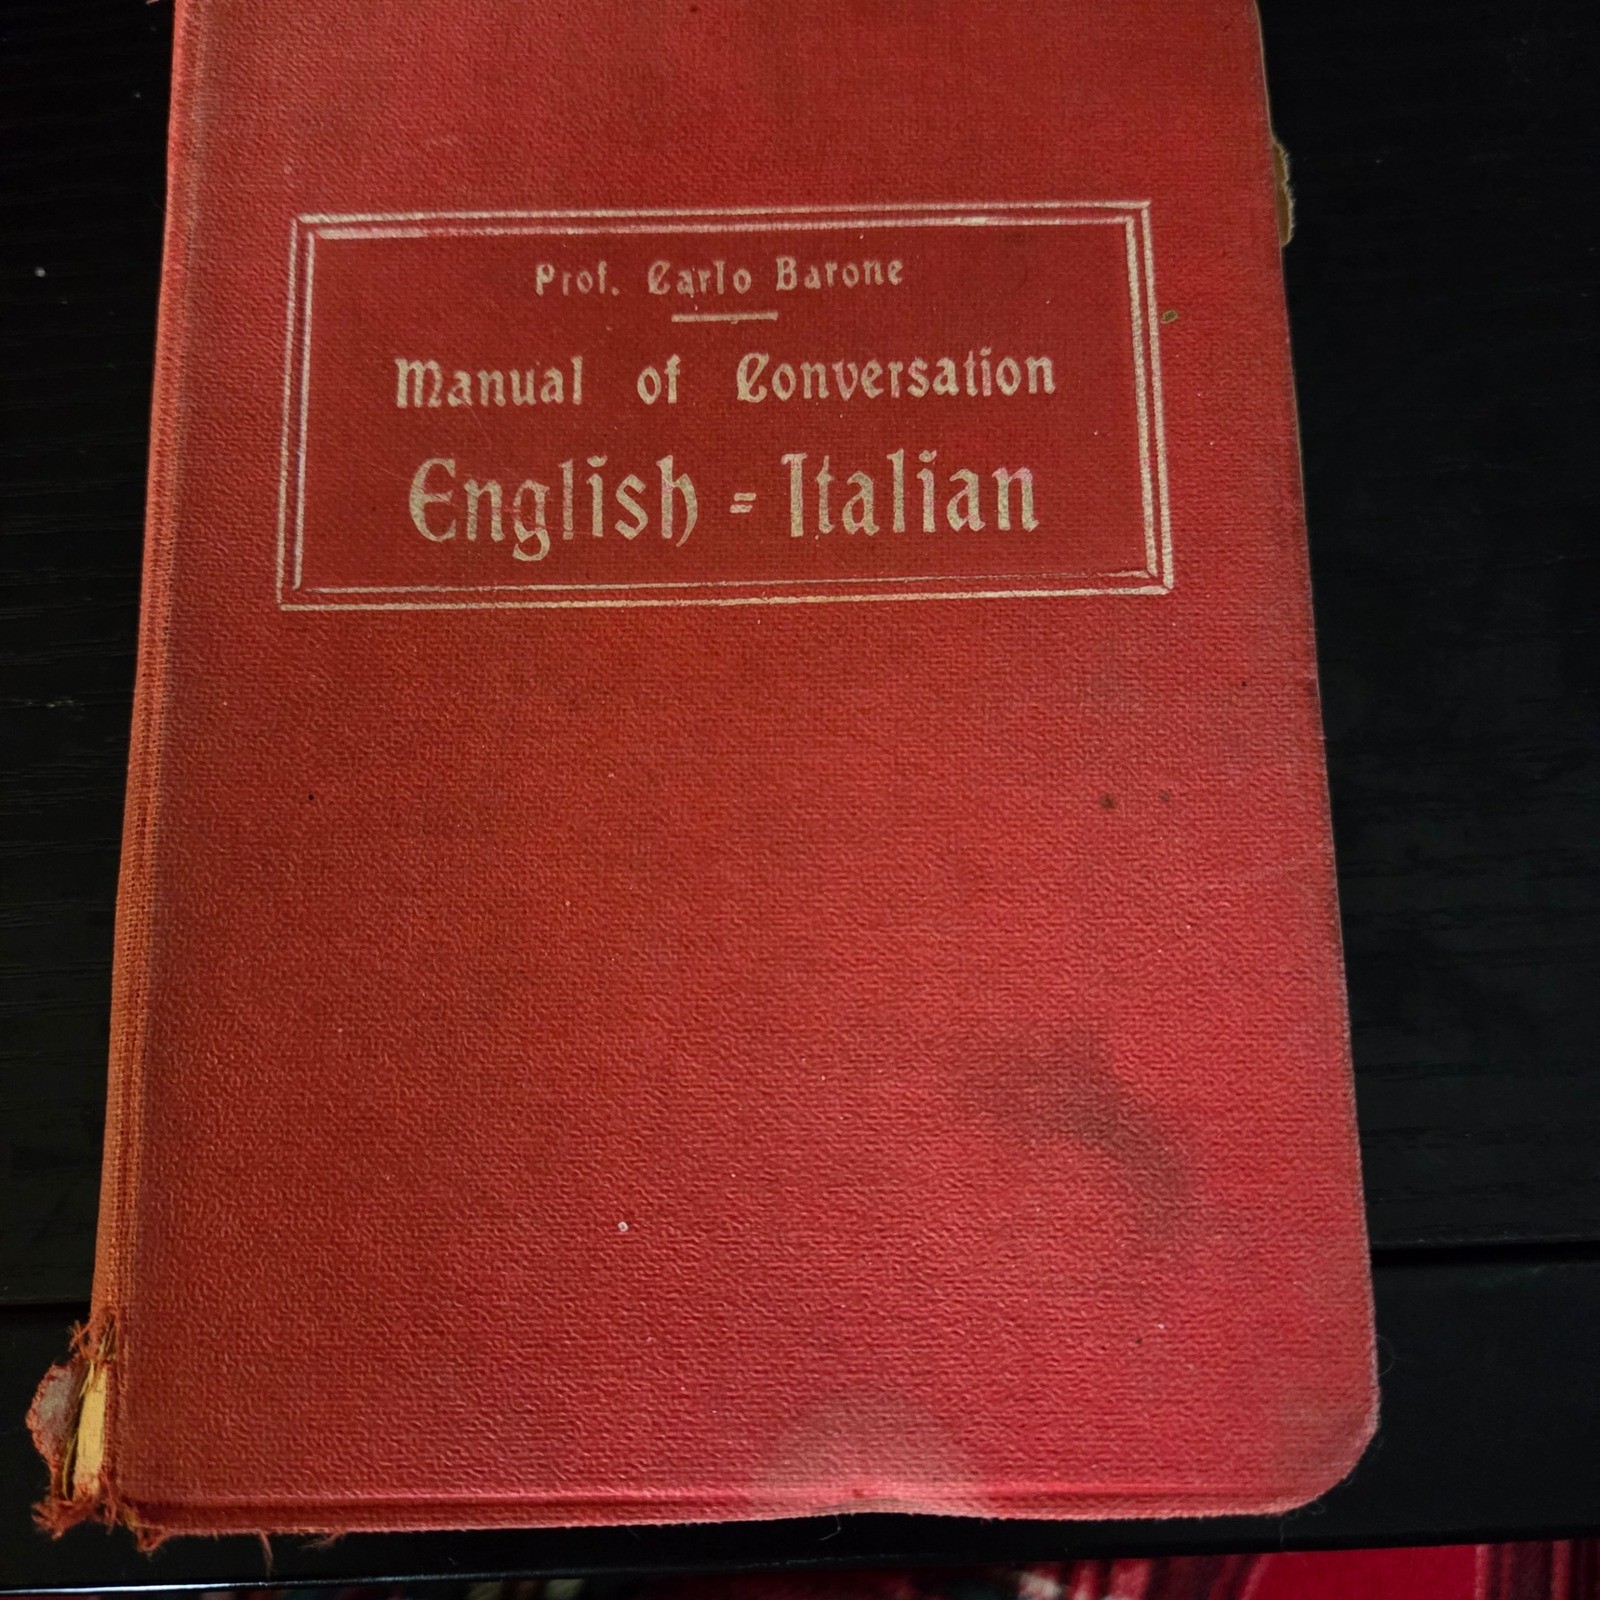 Prof. Carlo Barone
Manual of Conversation
English = Italian